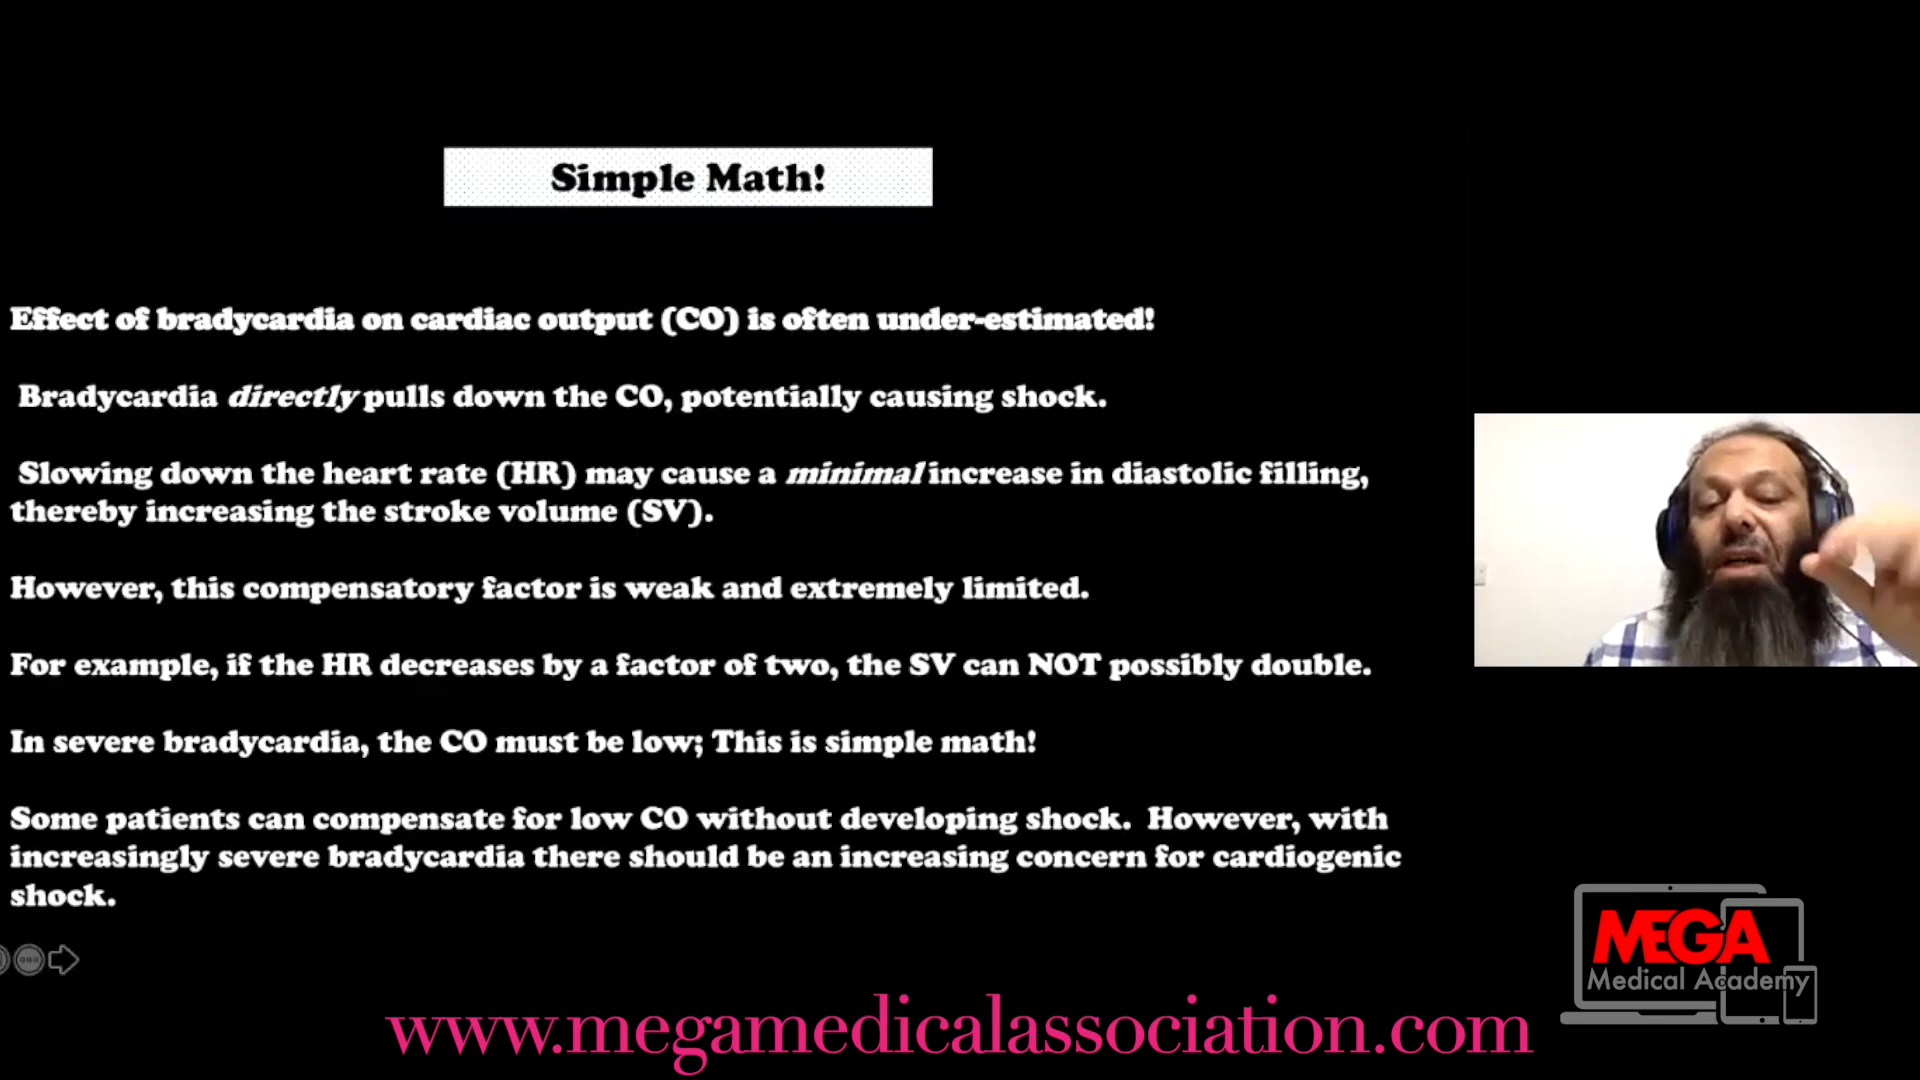 Simple Math!
Effect of bradycardia on cardiac output (CO) is often under-estimated!
Bradycardia directly pulls down the CO, potentially causing shock.
Slowing down the heart rate (HR) may cause a minimal increase in diastolic filling,
thereby increasing the stroke volume (SV).
However, this compensatory factor is weak and extremely limited.
For example, if the HR decreases by a factor of two, the SV can NOT possibly double.
In severe bradycardia, the CO must be low; This is simple math!
Some patients can compensate for low CO without developing shock.  However, with
increasingly severe bradycardia there should be an increasing concern for cardiogenic
shock.
MEGA
Medical Academy
www.megamedicalassociation.com